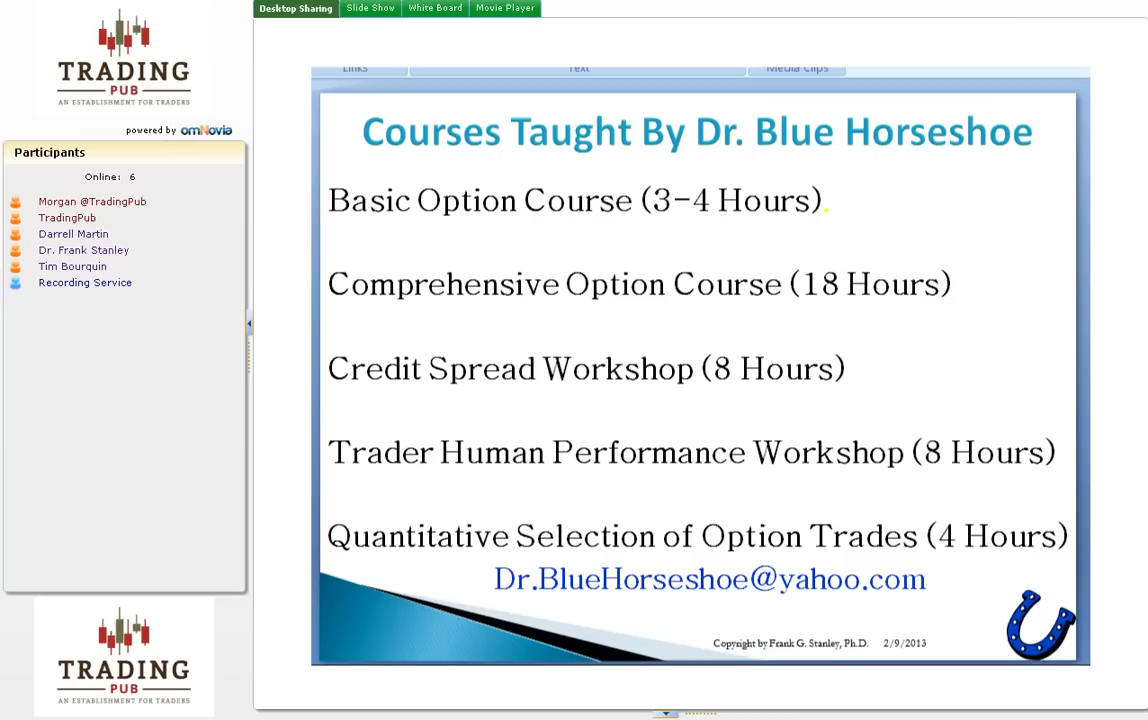 Desktop Sharing
Slide Show
White Board
Movie Player
TRADING
PUB
AN ESTABLISHMENT FOR TRADERS
powered by omNovia
Participants
Online: 6
Morgan @TradingPub
TradingPub
Darrell Martin
Dr. Frank Stanley
Tim Bourquin
Recording Service
TRADING
PUB
AN ESTABLISHMENT FOR TRADERS
Links
Text
Media Clips
Courses Taught By Dr. Blue Horseshoe
Basic Option Course (3-4 Hours).
Comprehensive Option Course (18 Hours)
Credit Spread Workshop (8 Hours)
Trader Human Performance Workshop (8 Hours)
Quantitative Selection of Option Trades (4 Hours)
Dr.BlueHorseshoe@yahoo.com
Copyright by Frank G. Stanley, Ph.D. 2/9/2013